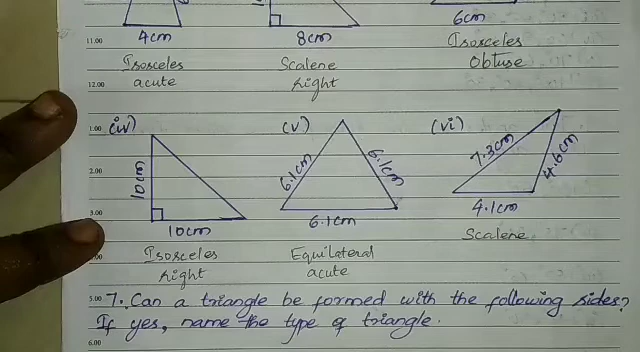 4cm 8cm 6cm
11.00
Isosceles Scalene Isosceles
acute right Obtuse
12.00
1.00 (iv) (v) (vi)
10cm 6.1cm 6.1cm 7.3cm 4.6cm
2.00
3.00
10cm 6.1cm 4.1cm
Isosceles Equilateral Scalene
right acute
5.00 7. Can a triangle be formed with the following sides?
If yes, name the type of triangle.
6.00